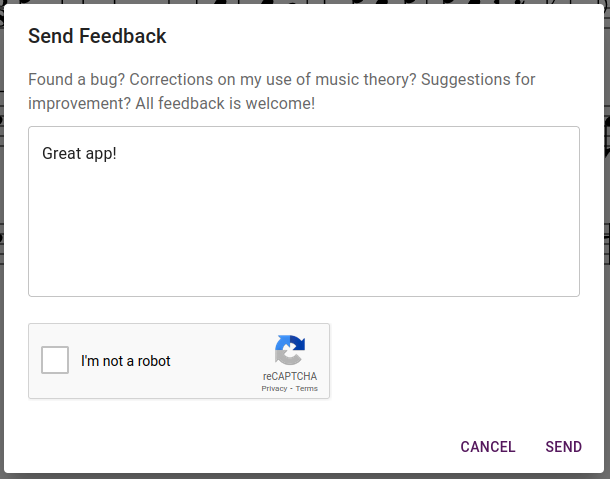 Send Feedback
Found a bug? Corrections on my use of music theory? Suggestions for
improvement? All feedback is welcome!
Great app!
I'm not a robot
reCAPTCHA
Privacy - Terms
CANCEL SEND